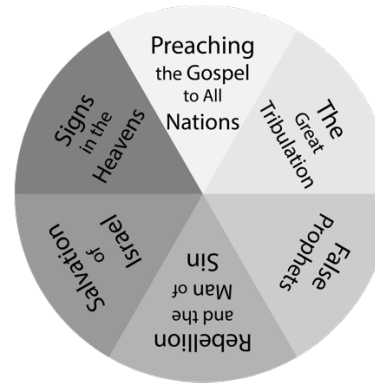 Preaching
the Gospel
to All
Nations
The
Great
Tribulation
False
Prophets
Rebellion
and the
Man of
Sin
Salvation
of
Israel
Signs
in the
Heavens